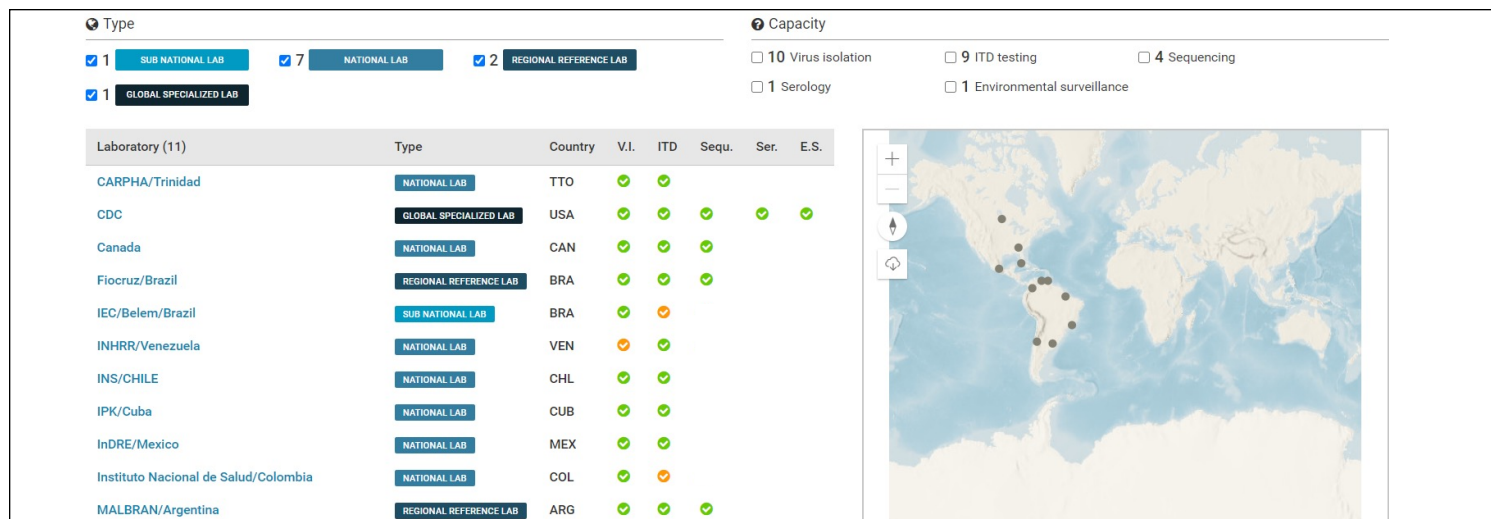 Type
1 SUB NATIONAL LAB 7 NATIONAL LAB 2 REGIONAL REFERENCE LAB
1 GLOBAL SPECIALIZED LAB
Capacity
10 Virus isolation 9 ITD testing 4 Sequencing
1 Serology 1 Environmental surveillance
Laboratory (11) Type Country V.I. ITD Sequ. Ser. E.S.
CARPHA/Trinidad NATIONAL LAB TTO
CDC GLOBAL SPECIALIZED LAB USA
Canada NATIONAL LAB CAN
Fiocruz/Brazil REGIONAL REFERENCE LAB BRA
IEC/Belem/Brazil SUB NATIONAL LAB BRA
INHRR/Venezuela NATIONAL LAB VEN
INS/CHILE NATIONAL LAB CHL
IPK/Cuba NATIONAL LAB CUB
InDRE/Mexico NATIONAL LAB MEX
Instituto Nacional de Salud/Colombia NATIONAL LAB COL
MALBRAN/Argentina REGIONAL REFERENCE LAB ARG